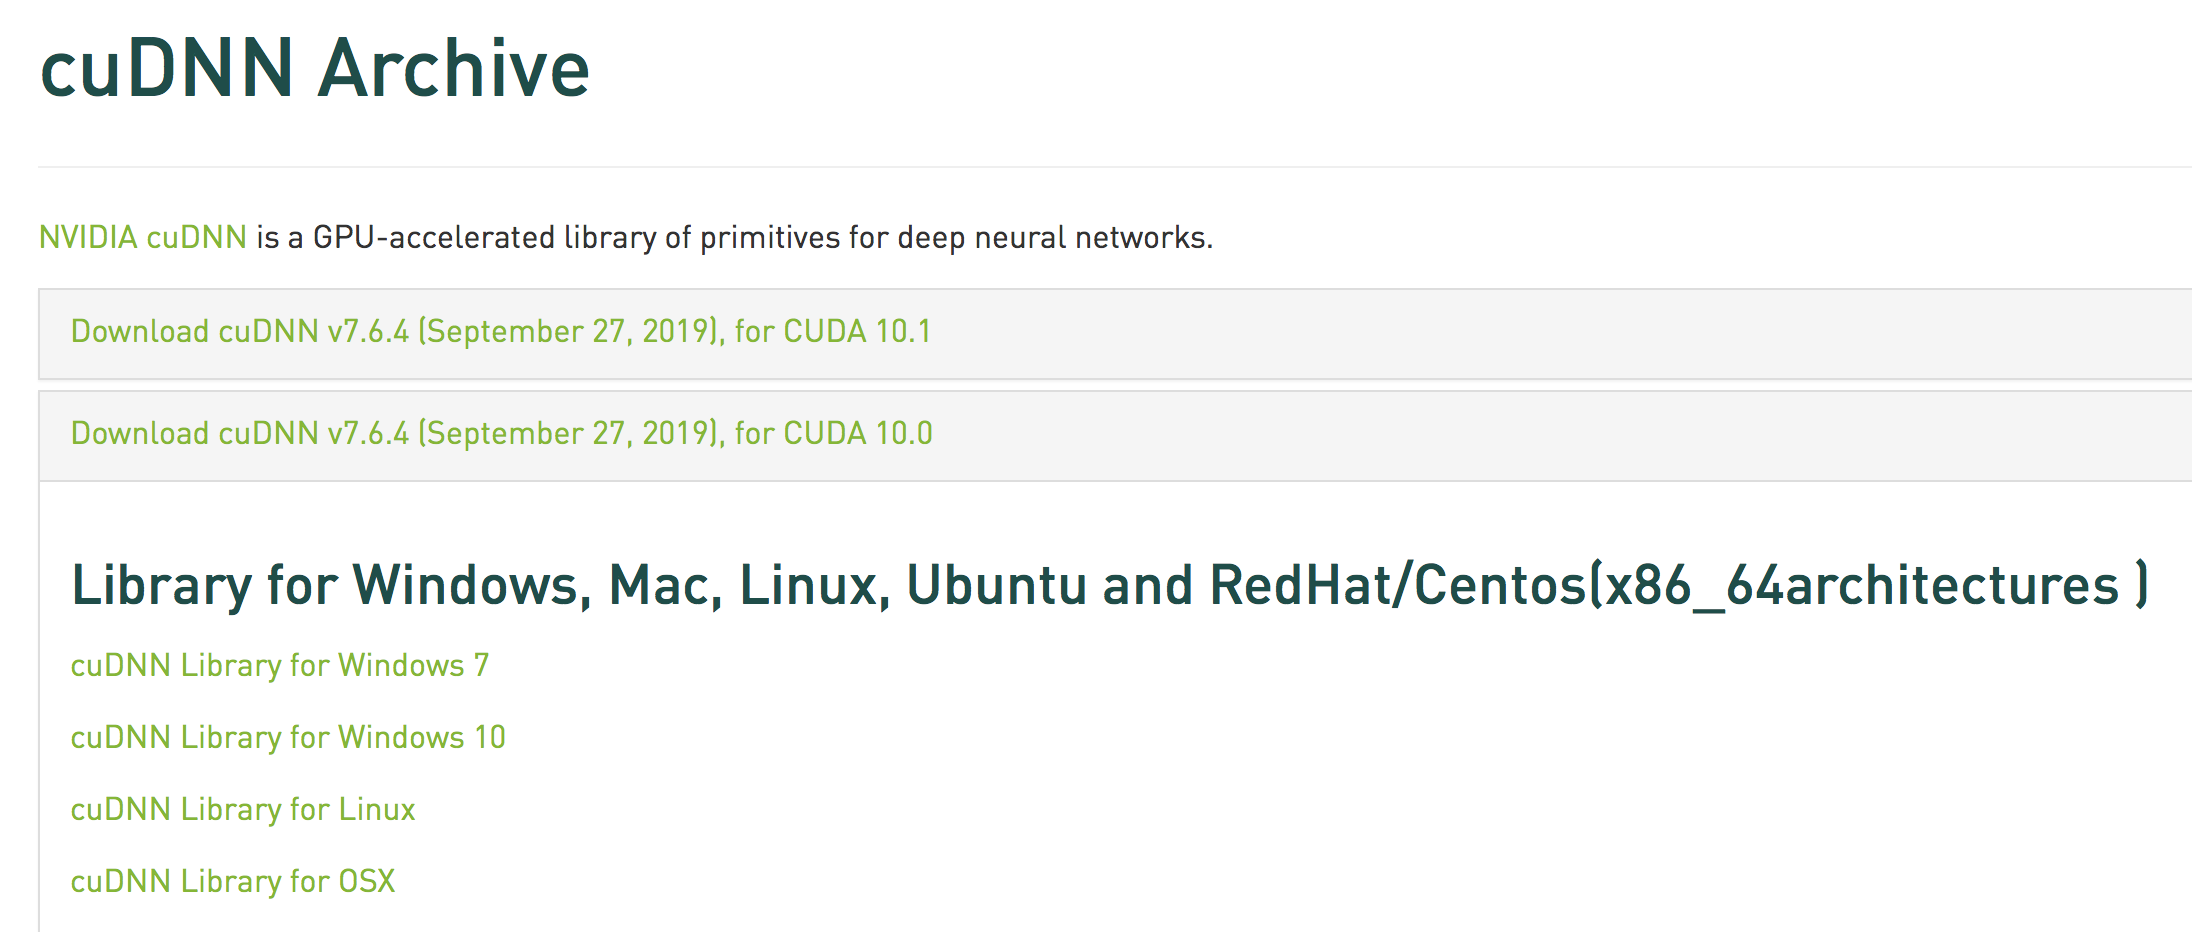 cuDNN Archive
NVIDIA cuDNN is a GPU-accelerated library of primitives for deep neural networks.
Download cuDNN v7.6.4 (September 27, 2019), for CUDA 10.1
Download cuDNN v7.6.4 (September 27, 2019), for CUDA 10.0
Library for Windows, Mac, Linux, Ubuntu and RedHat/Centos(x86_64architectures )
cuDNN Library for Windows 7
cuDNN Library for Windows 10
cuDNN Library for Linux
cuDNN Library for OSX